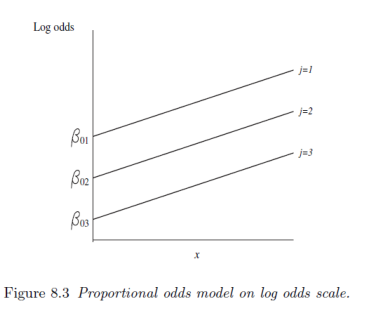 Log odds
j=1
j=2
β01
β03
j=3
β02
x
Figure 8.3 Proportional odds model on log odds scale.